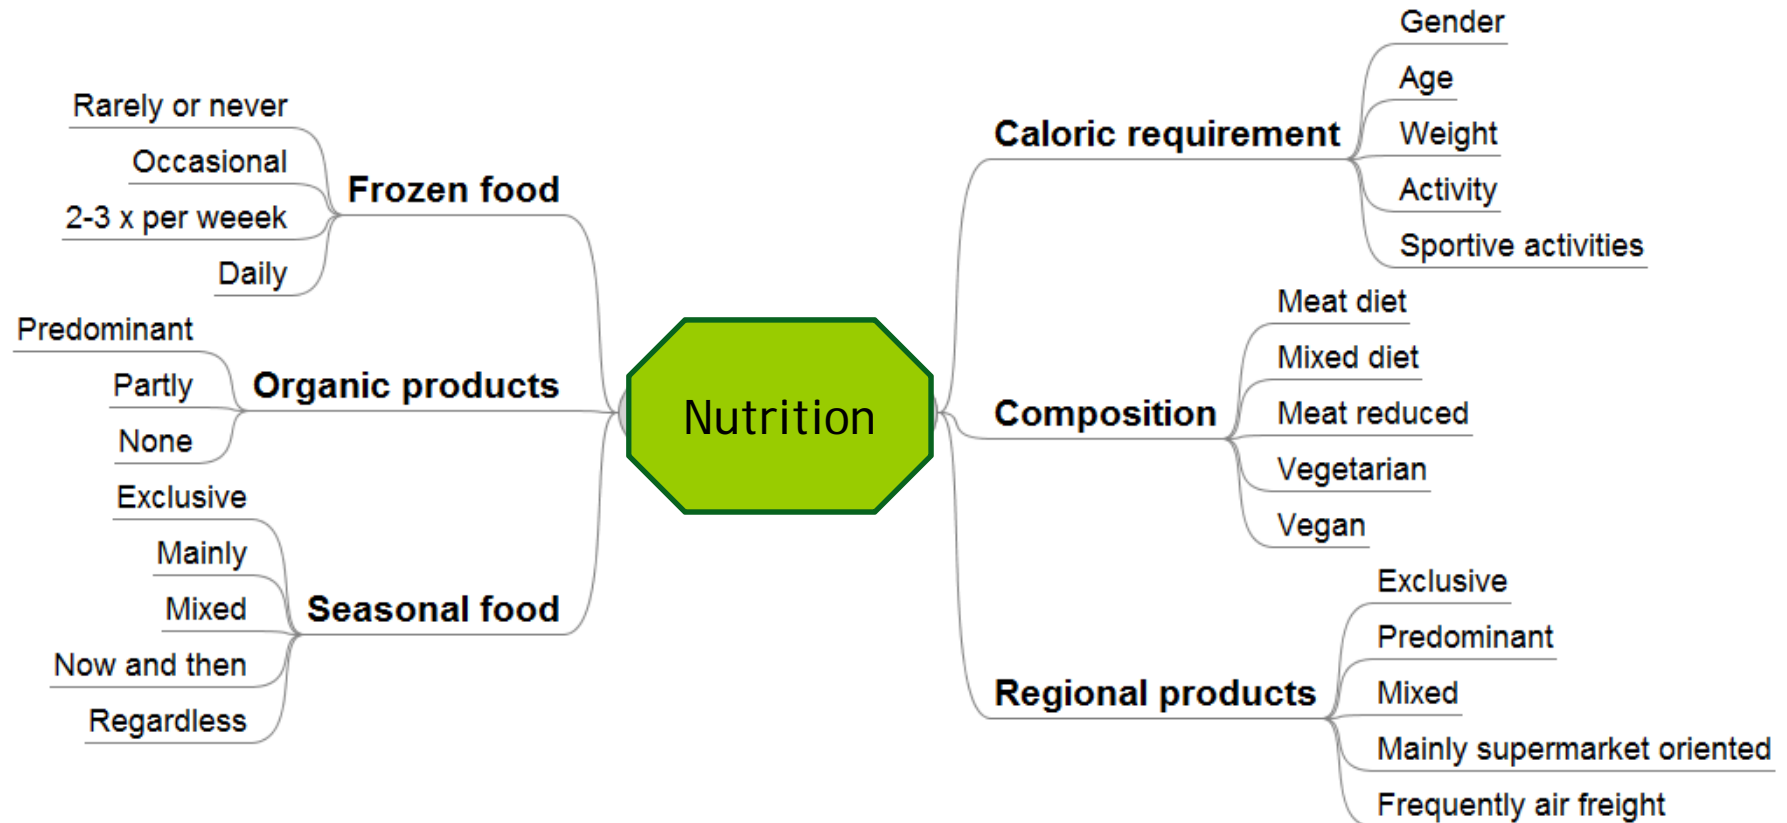 Nutrition
Frozen food
Rarely or never
Occasional
2-3 x per weeek
Daily
Organic products
Predominant
Partly
None
Seasonal food
Exclusive
Mainly
Mixed
Now and then
Regardless
Caloric requirement
Gender
Age
Weight
Activity
Sportive activities
Composition
Meat diet
Mixed diet
Meat reduced
Vegetarian
Vegan
Regional products
Exclusive
Predominant
Mixed
Mainly supermarket oriented
Frequently air freight